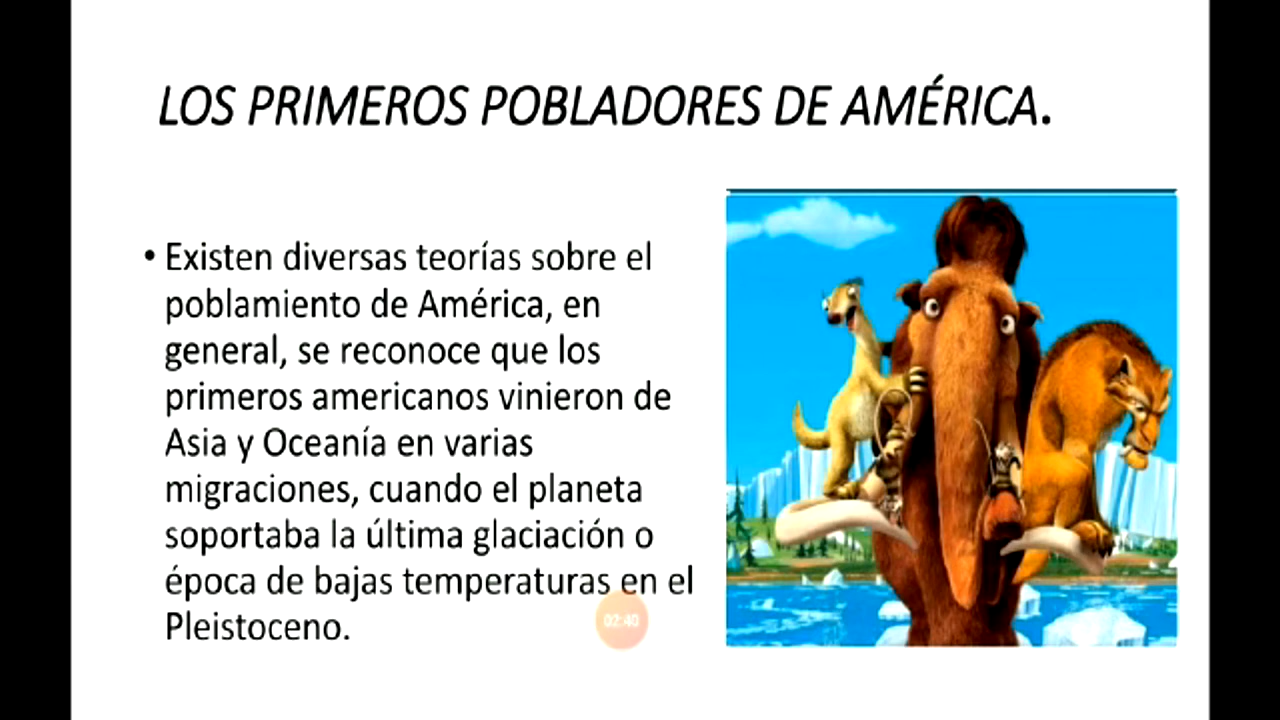 LOS PRIMEROS POBLADORES DE AMÉRICA.
• Existen diversas teorías sobre el
poblamiento de América, en
general, se reconoce que los
primeros americanos vinieron de
Asia y Oceanía en varias
migraciones, cuando el planeta
soportaba la última glaciación o
época de bajas temperaturas en el
Pleistoceno.
02:40